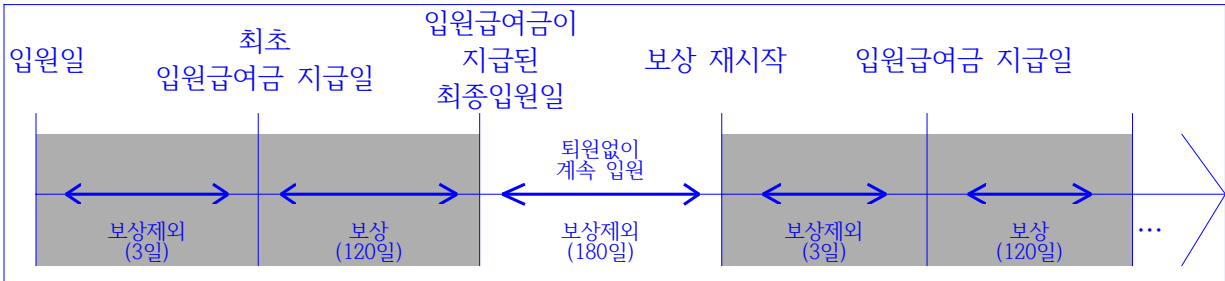 입원일
최초
입원급여금 지급일
입원급여금이
지급된
최종입원일
보상 재시작
입원급여금 지급일
퇴원없이
계속 입원
보상제외
(3일)
보상
(120일)
보상제외
(180일)
보상제외
(3일)
보상
(120일)
…